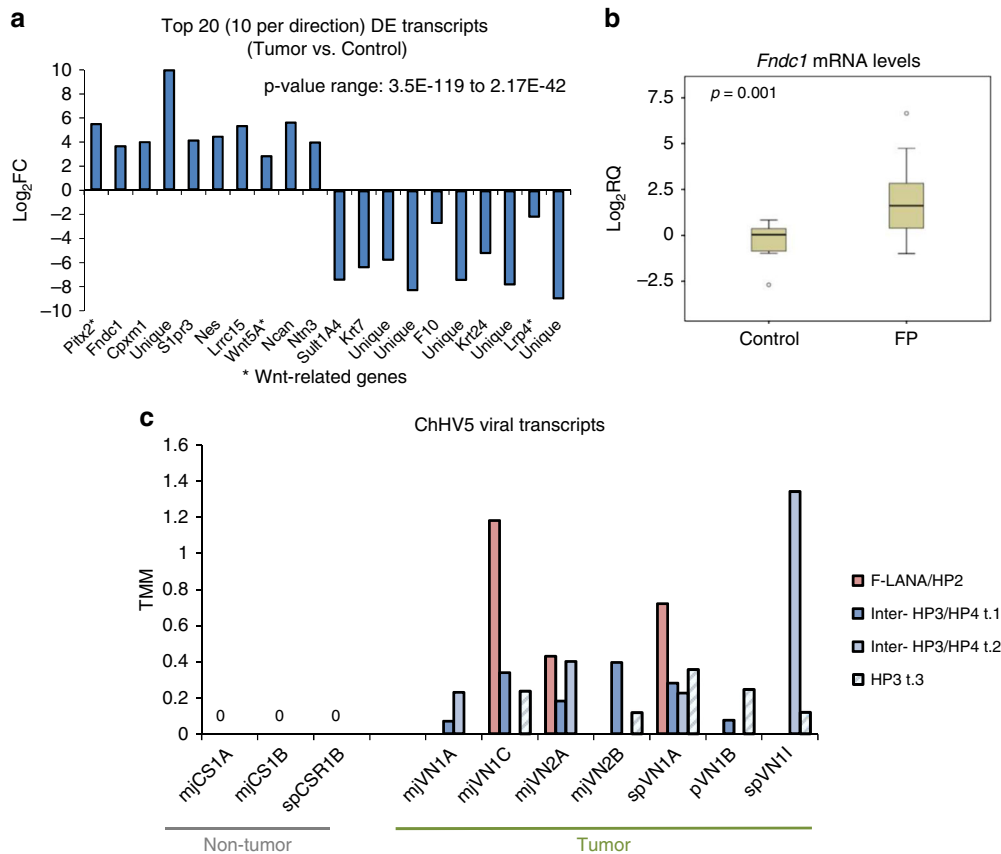 a
Top 20 (10 per direction) DE transcripts
(Tumor vs. Control)
p-value range: 3.5E-119 to 2.17E-42
Log2FC
10
8
6
4
2
0
−2
−4
−6
−8
−10
Pitx2*
Fndc1
Cpxm1
Unique
S1pr3
Nes
Lrrc15
Wnt5A*
Ncan
Ntn3
Sult1A4
Krt7
Unique
Unique
F10
Unique
Krt24
Unique
Lrp4*
Unique
* Wnt-related genes
b
Fndc1 mRNA levels
p = 0.001
Log2RQ
7.5
2.5
0
−2.5
Control
FP
c
ChHV5 viral transcripts
TMM
1.6
1.4
1.2
1
0.8
0.6
0.4
0.2
0
0
0
0
mjCS1A
mjCS1B
spCSR1B
mjVN1A
mjVN1C
mjVN2A
mjVN2B
spVN1A
pVN1B
spVN1I
Non-tumor
Tumor
F-LANA/HP2
Inter- HP3/HP4 t.1
Inter- HP3/HP4 t.2
HP3 t.3